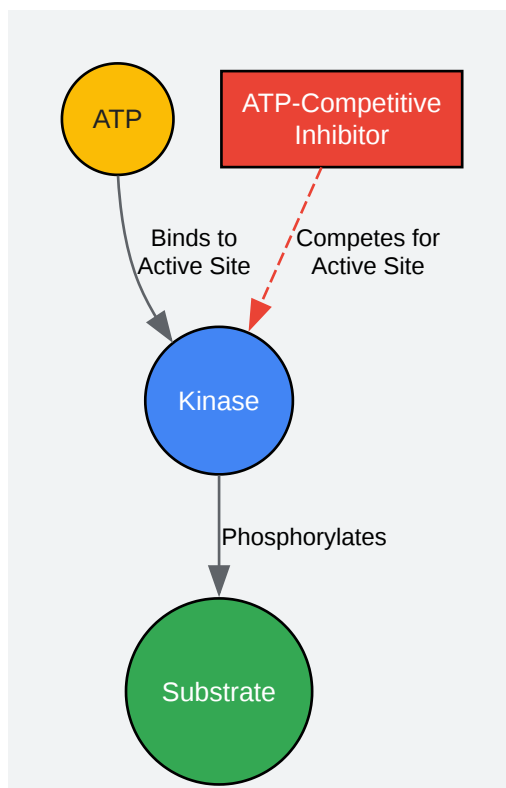 ATP
ATP-Competitive
Inhibitor
Binds to
Active Site
Competes for
Active Site
Kinase
Phosphorylates
Substrate